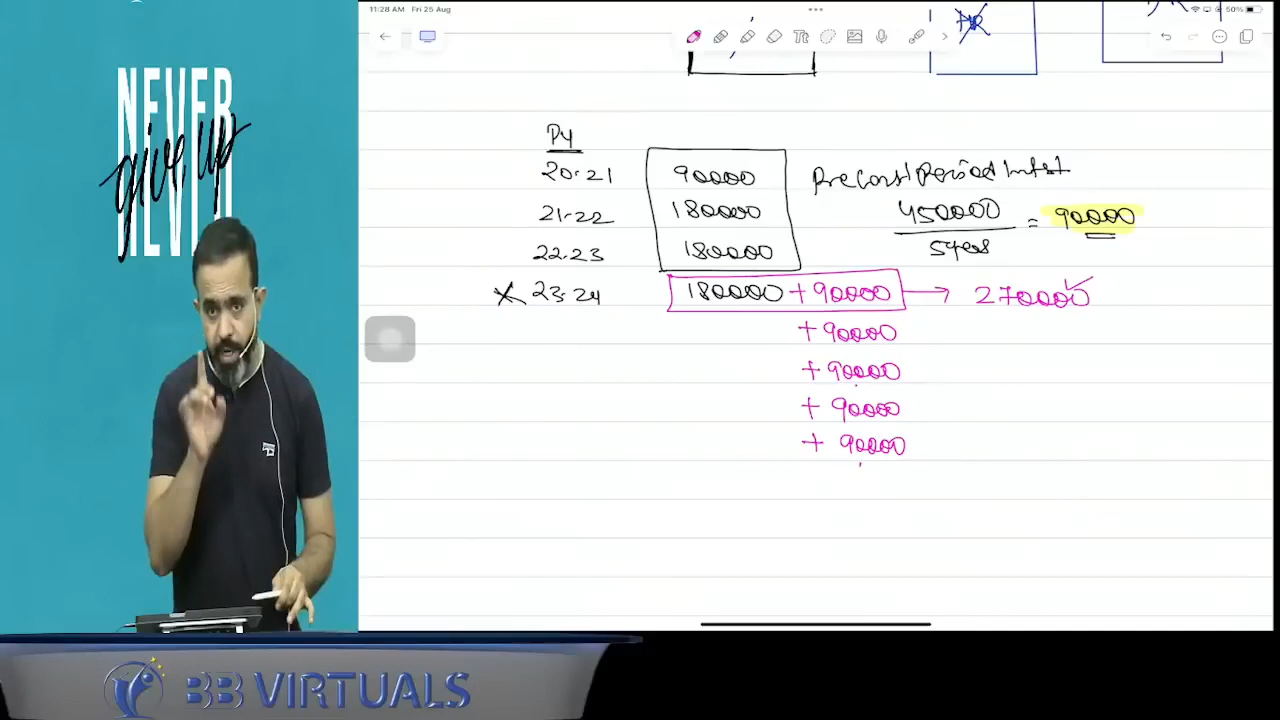 11:28 AM Fri 25 Aug
50%
NEVER
give up
NEVER
PY
20-21 90000 Pre Const Period Intst
21-22 180000 450000 = 90000
22-23 180000 5 years
23-24 180000 + 90000 → 270000 ✓
+ 90000
+ 90000
+ 90000
+ 90000
BB VIRTUALS